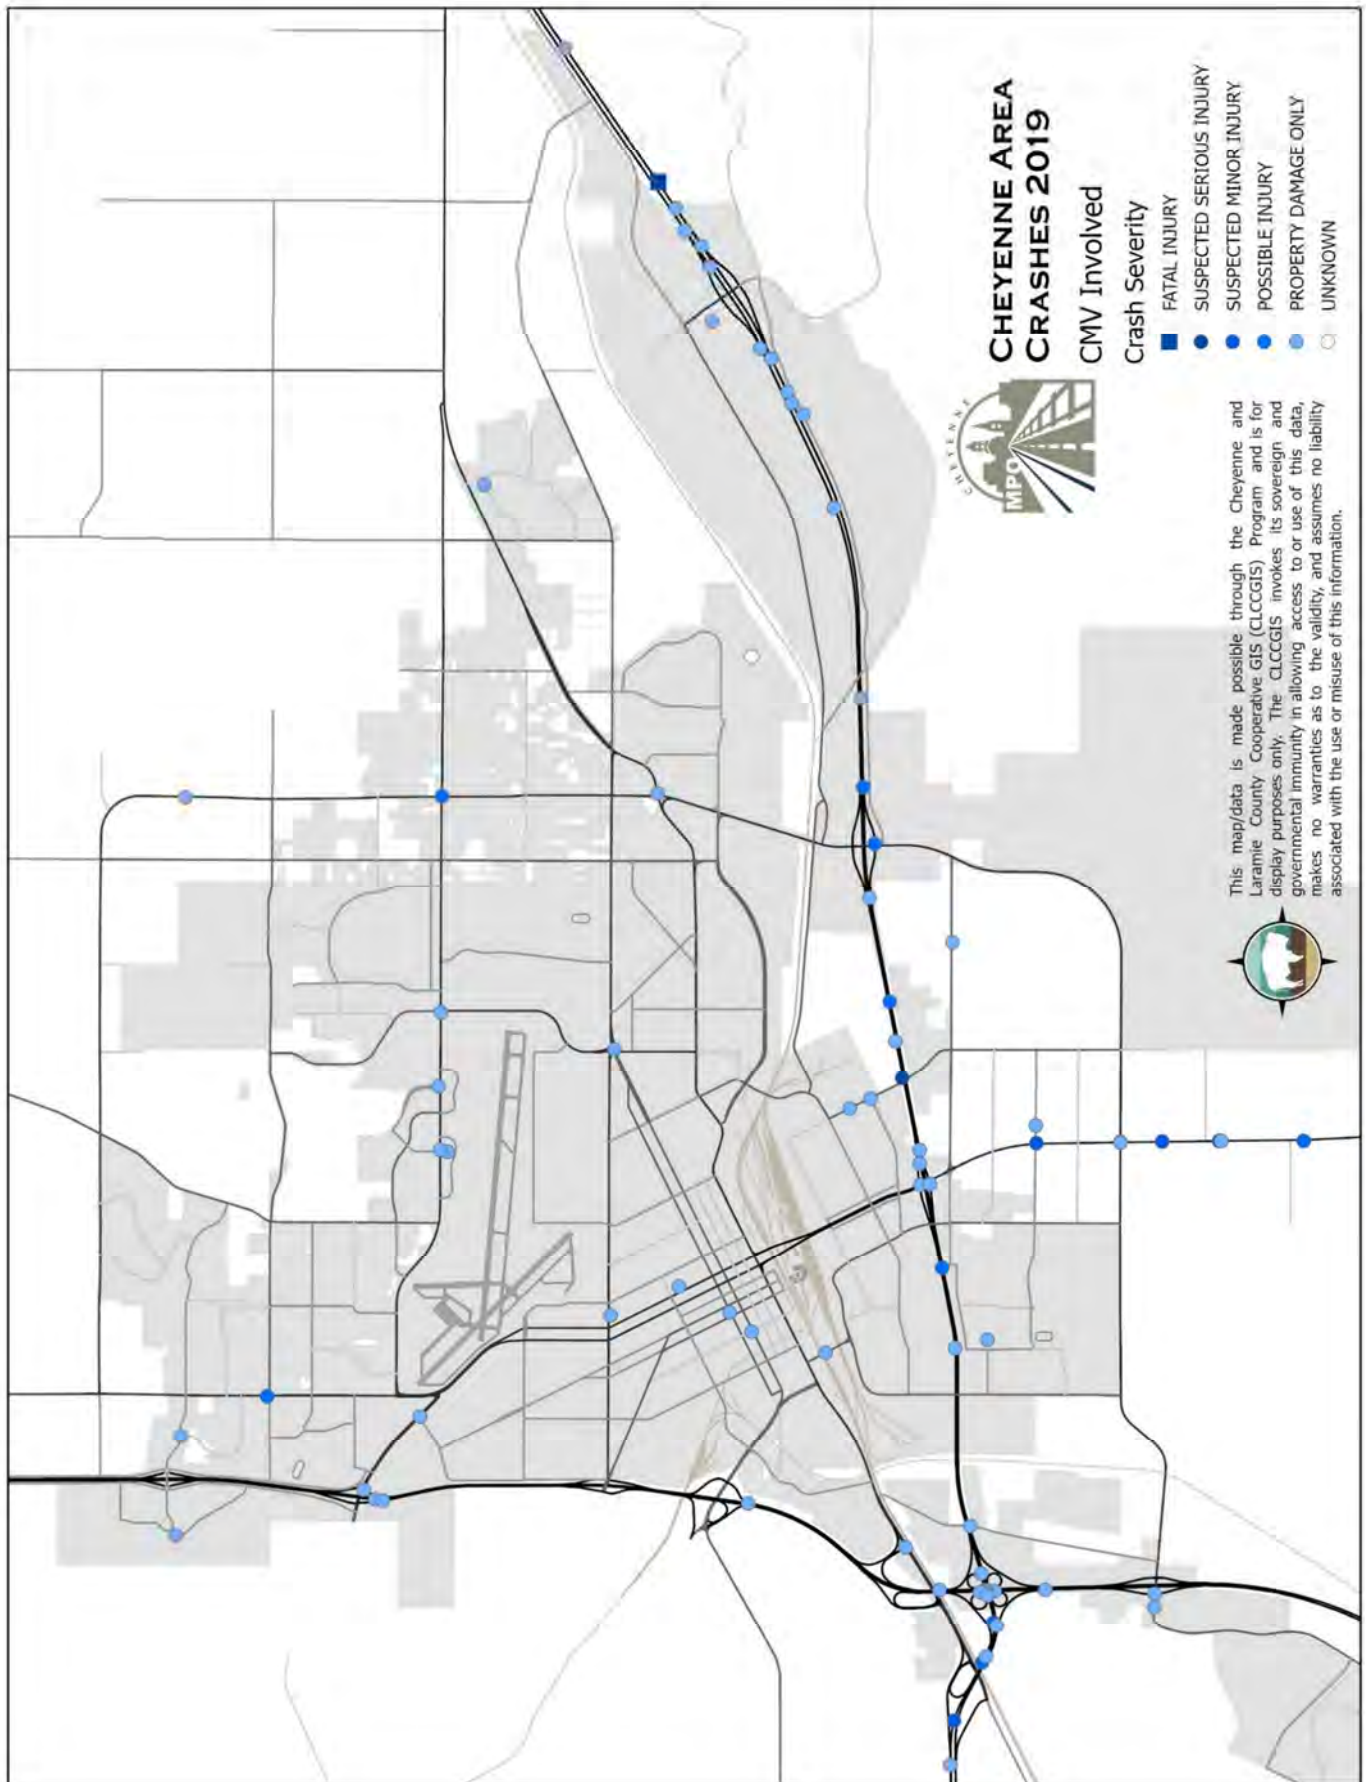 CHEYENNE AREA
CRASHES 2019
CMV Involved
Crash Severity
FATAL INJURY
SUSPECTED SERIOUS INJURY
SUSPECTED MINOR INJURY
POSSIBLE INJURY
PROPERTY DAMAGE ONLY
UNKNOWN
CHEYENNE
MPO
This map/data is made possible through the Cheyenne and
Laramie County Cooperative GIS (CLCCGIS) Program and is for
display purposes only. The CLCCGIS invokes its sovereign and
governmental immunity in allowing access to or use of this data,
makes no warranties as to the validity, and assumes no liability
associated with the use or misuse of this information.